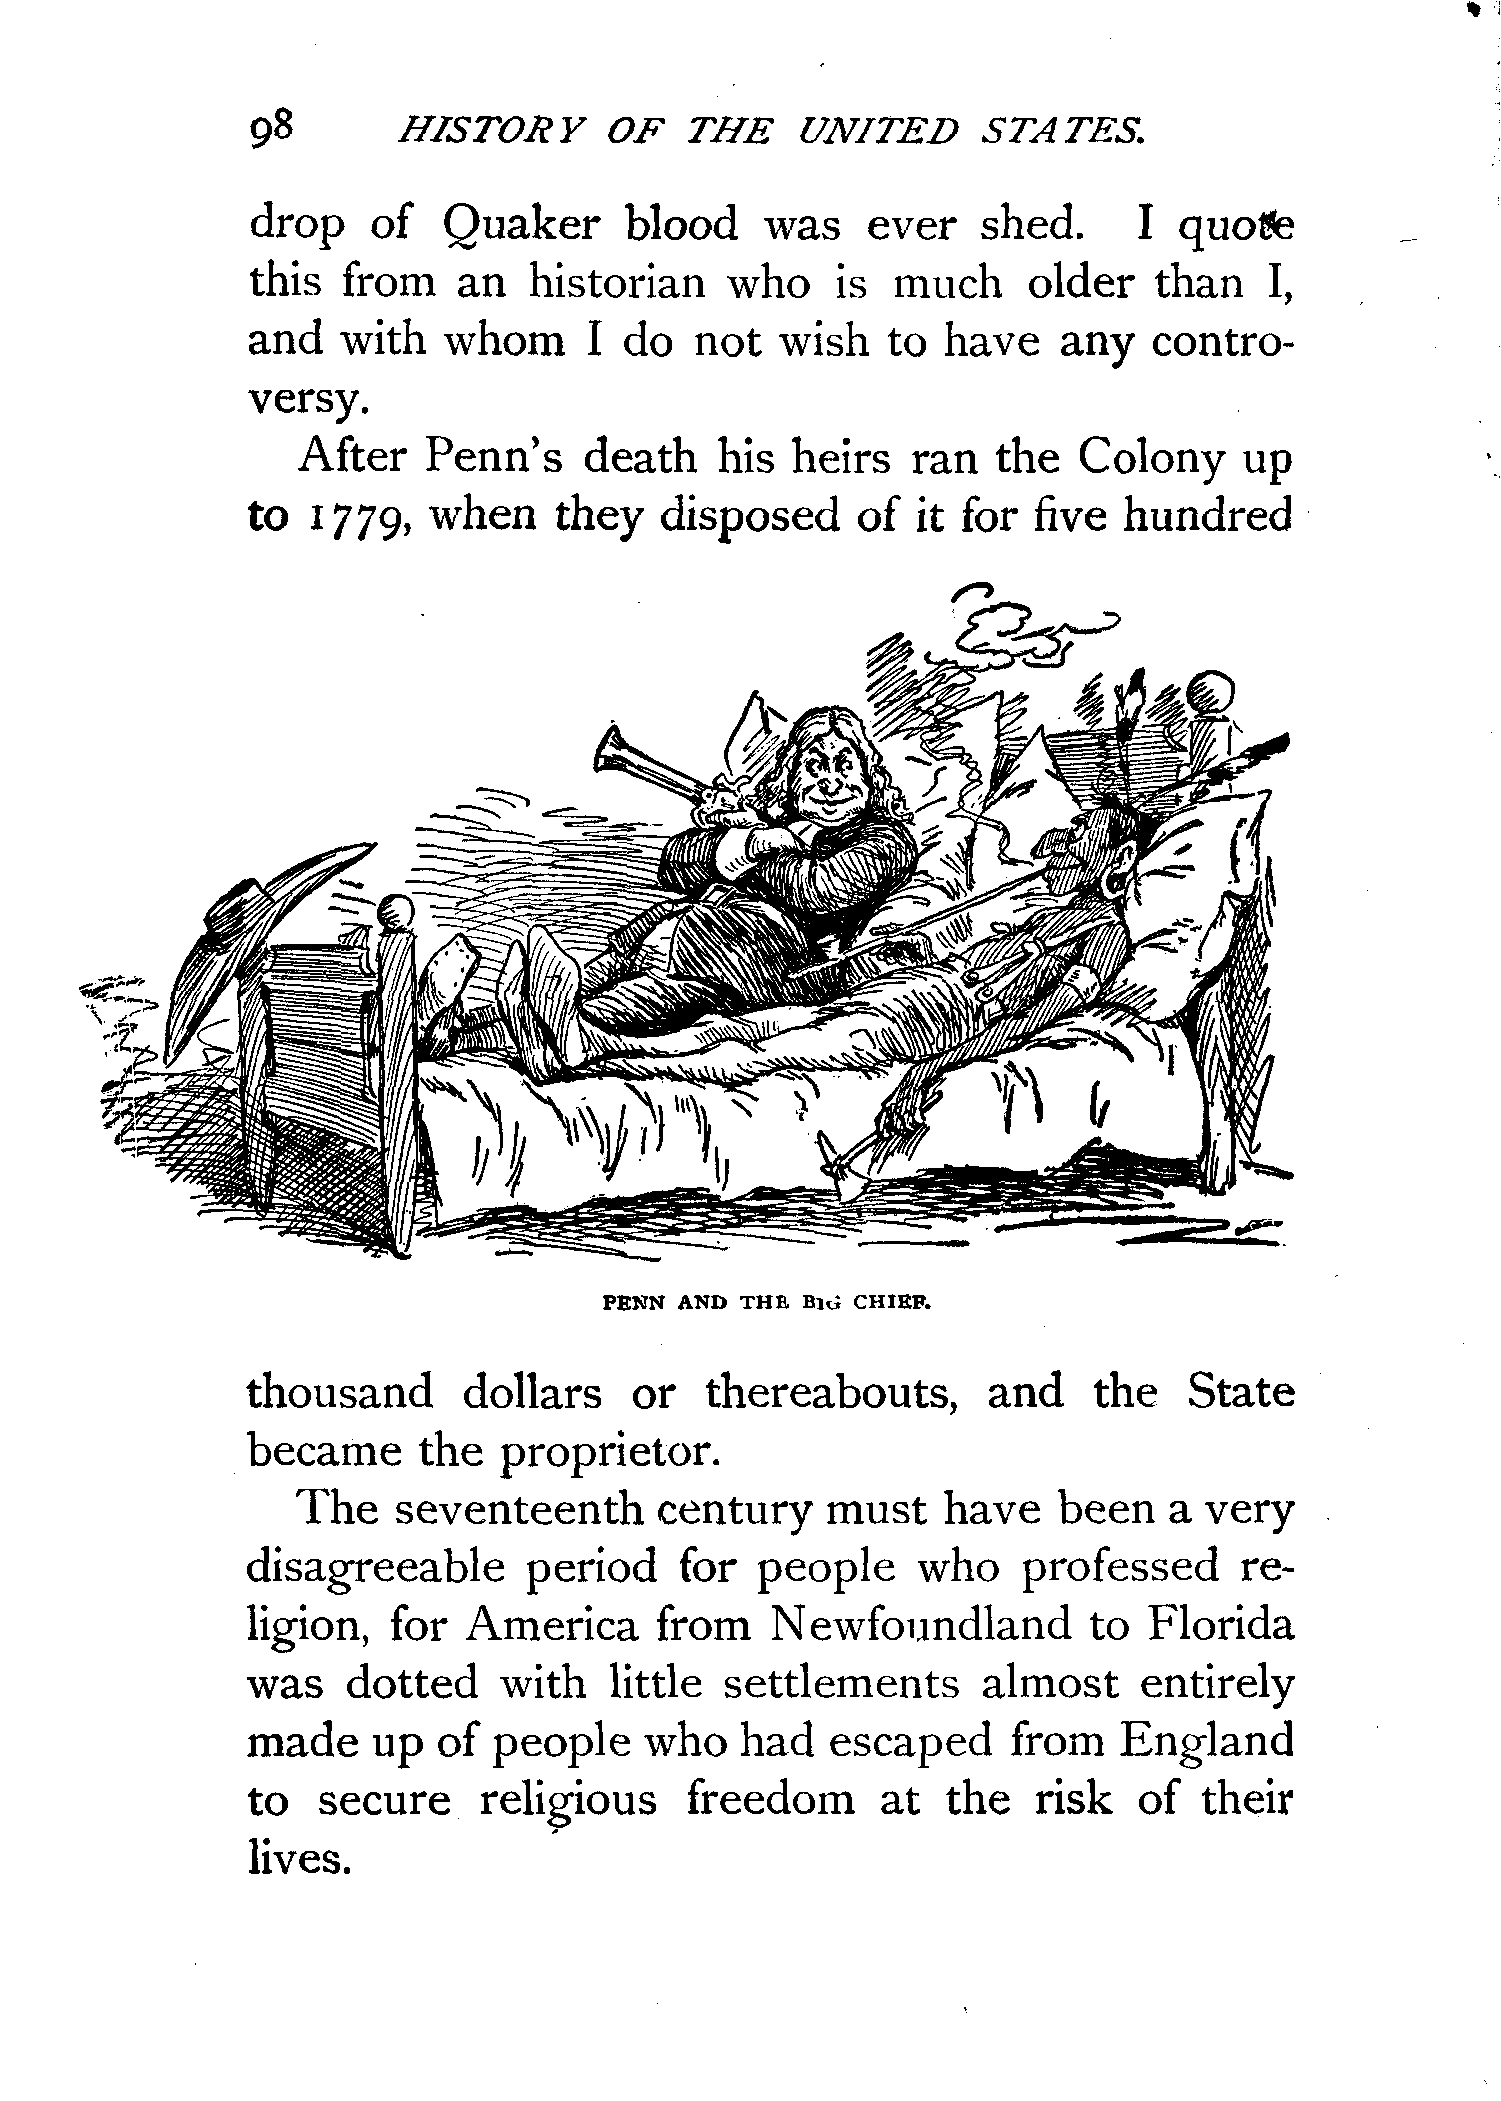 98 HISTORY OF THE UNITED STATES.
drop of Quaker blood was ever shed. I quote
this from an historian who is much older than I,
and with whom I do not wish to have any contro-
versy.
After Penn's death his heirs ran the Colony up
to 1779, when they disposed of it for five hundred
PENN AND THE BIG CHIEF.
thousand dollars or thereabouts, and the State
became the proprietor.
The seventeenth century must have been a very
disagreeable period for people who professed re-
ligion, for America from Newfoundland to Florida
was dotted with little settlements almost entirely
made up of people who had escaped from England
to secure religious freedom at the risk of their
lives.